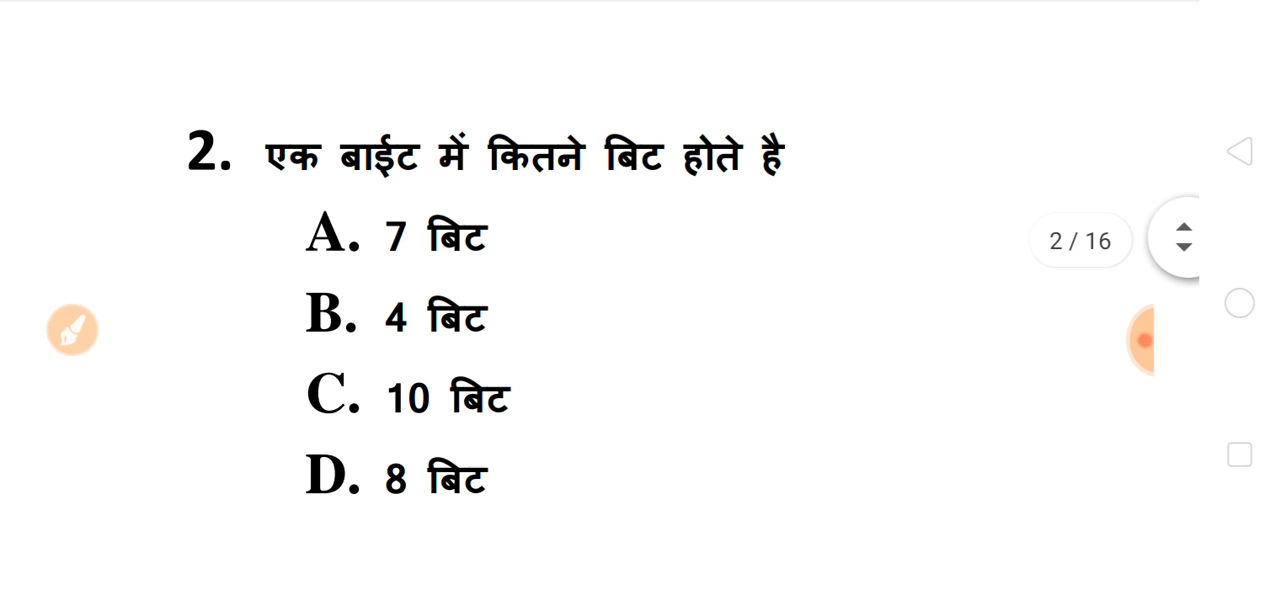 2. एक बाईट में कितने बिट होते है
A. 7 बिट
2 / 16
B. 4 बिट
C. 10 बिट
D. 8 बिट